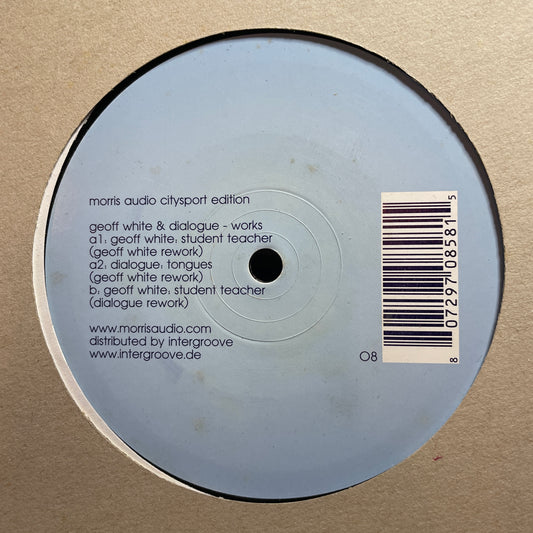 morris audio citysport edition
geoff white & dialogue - works
a1: geoff white: student teacher
(geoff white rework)
a2: dialogue: tongues
(geoff white rework)
b: geoff white: student teacher
(dialogue rework)
www.morrisaudio.com
distributed by intergroove
www.intergroove.de
08
8 07297 08581 5